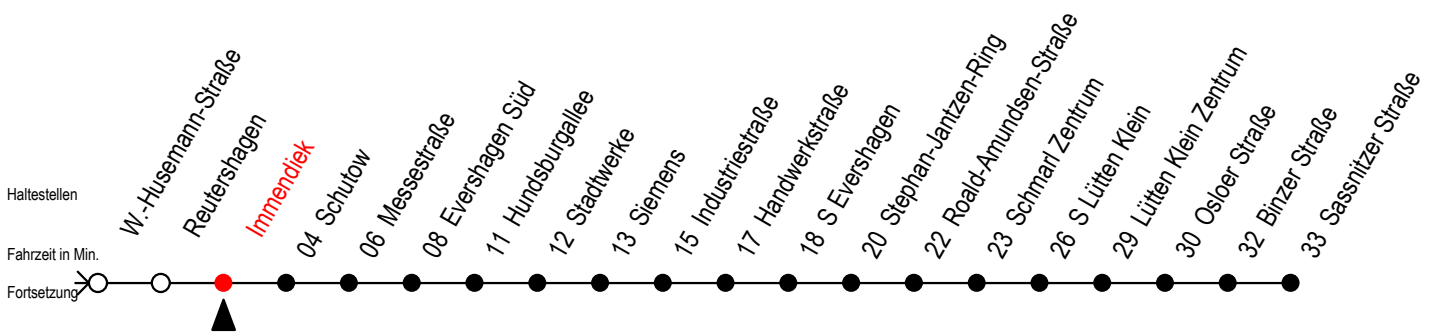 Haltestellen
Fahrzeit in Min.
Fortsetzung
W.-Husemann-Straße
Reutershagen
Immendiek
04 Schutow
06 Messestraße
08 Evershagen Süd
11 Hundsburgallee
12 Stadtwerke
13 Siemens
15 Industriestraße
17 Handwerkstraße
18 S Evershagen
20 Stephan-Jantzen-Ring
22 Roald-Amundsen-Straße
23 Schmarl Zentrum
26 S Lütten Klein
29 Lütten Klein Zentrum
30 Osloer Straße
32 Binzer Straße
33 Sassnitzer Straße